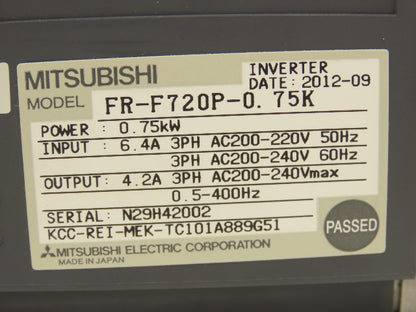 MITSUBISHI INVERTER
DATE: 2012-09
MODEL FR-F720P-0.75K
POWER : 0.75kW
INPUT : 6.4A 3PH AC200-220V 50Hz
3PH AC200-240V 60Hz
OUTPUT: 4.2A 3PH AC200-240Vmax
0.5-400Hz
SERIAL: N29H42002
PASSED
KCC-REI-MEK-TC101A889G51
MITSUBISHI ELECTRIC CORPORATION
MADE IN JAPAN